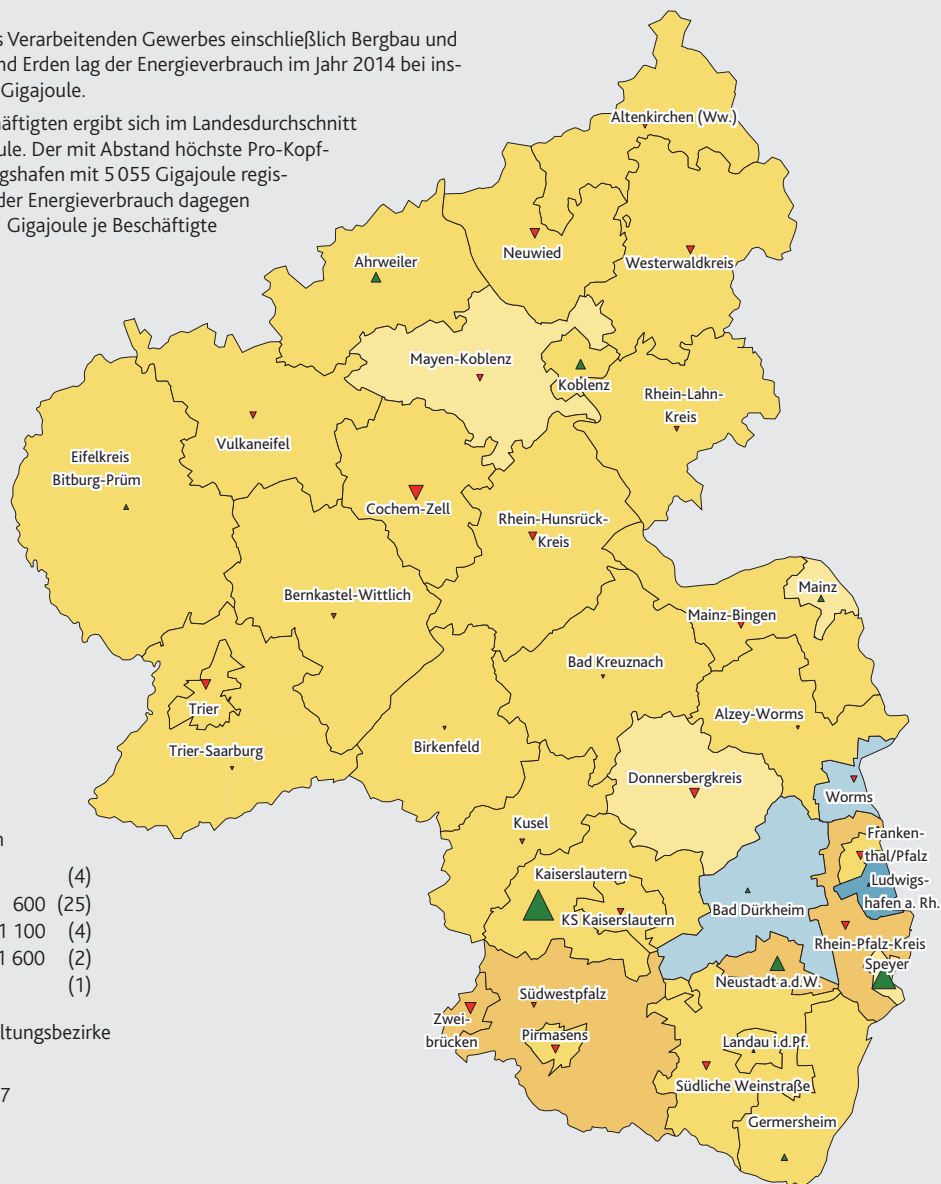 s Verarbeitenden Gewerbes einschließlich Bergbau und
nd Erden lag der Energieverbrauch im Jahr 2014 bei ins-
Gigajoule.
äftigten ergibt sich im Landesdurchschnitt
ule. Der mit Abstand höchste Pro-Kopf-
gshafen mit 5 055 Gigajoule regis-
der Energieverbrauch dagegen
Gigajoule je Beschäftigte
Altenkirchen (Ww.)
Neuwied
Westerwaldkreis
Ahrweiler
Mayen-Koblenz
Koblenz
Rhein-Lahn-
Kreis
Vulkaneifel
Eifelkreis
Bitburg-Prüm
Cochem-Zell
Rhein-Hunsrück-
Kreis
Mainz
Bernkastel-Wittlich
Mainz-Bingen
Bad Kreuznach
Trier
Alzey-Worms
Trier-Saarburg
Birkenfeld
Donnersbergkreis
Worms
Kusel
Franken-
thal/Pfalz
Kaiserslautern
Ludwigs-
hafen a. Rh.
KS Kaiserslautern
Bad Dürkheim
Rhein-Pfalz-Kreis
Speyer
Neustadt a.d.W.
Südwestpfalz
Zwei-
brücken
Pirmasens
Landau i.d.Pf.
Südliche Weinstraße
Germersheim
n
(4)
600 (25)
1 100 (4)
1 600 (2)
(1)
ltungsbezirke
7